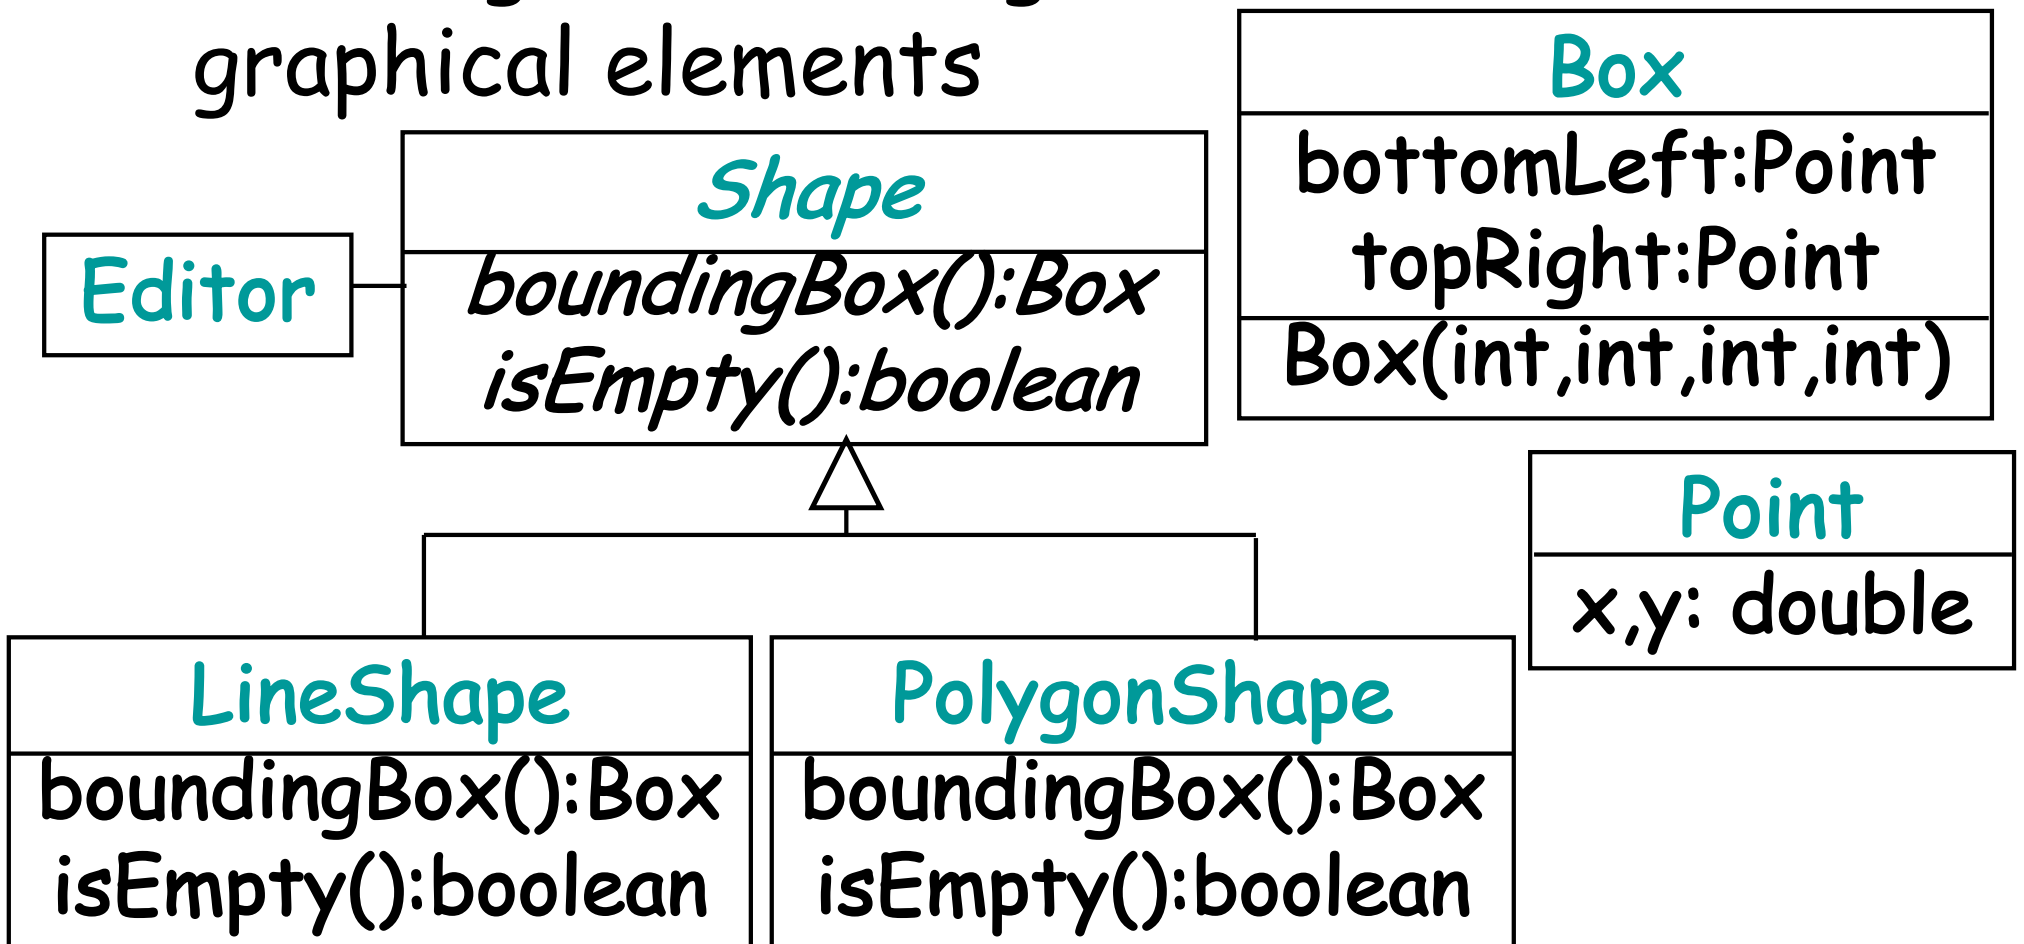 graphical elements
Box
bottomLeft:Point
topRight:Point
Box(int,int,int,int)
Shape
boundingBox():Box
isEmpty():boolean
Editor
Point
x,y: double
LineShape
boundingBox():Box
isEmpty():boolean
PolygonShape
boundingBox():Box
isEmpty():boolean